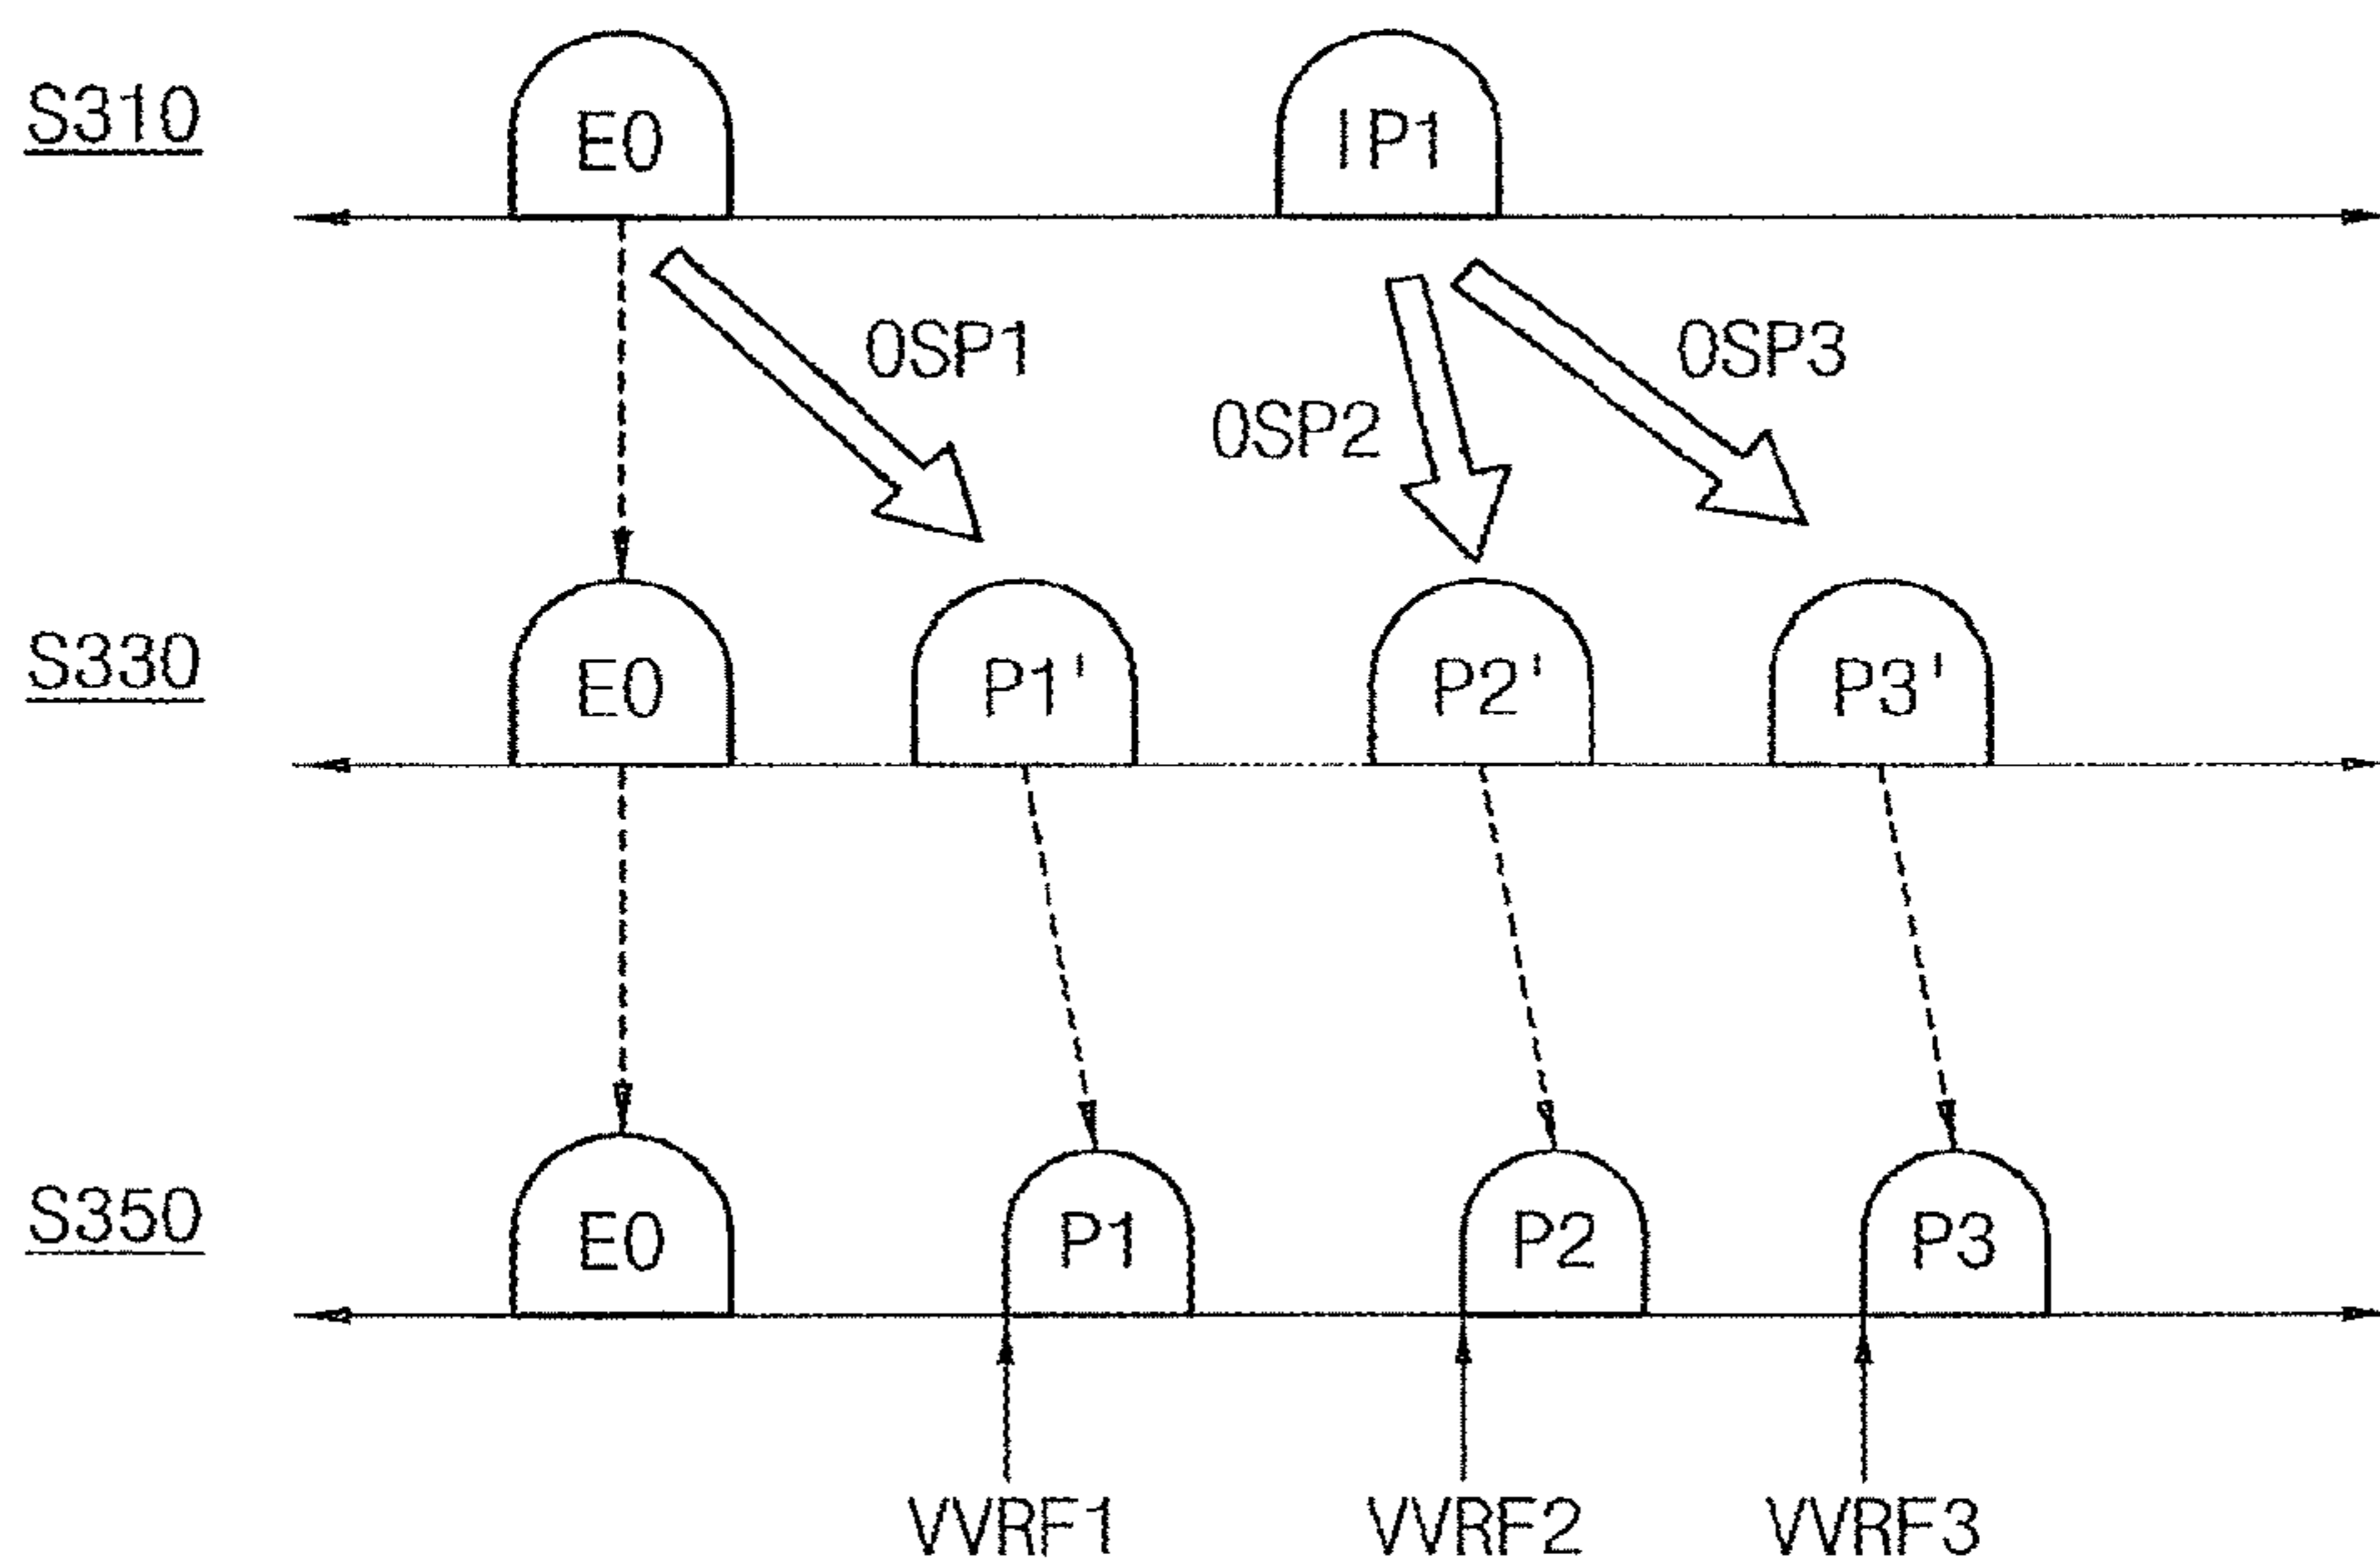 S310 E0 IP1
OSP1 OSP3
OSP2
S330 E0 P1' P2' P3'
S350 E0 P1 P2 P3
VVRF1 VVRF2 VVRF3